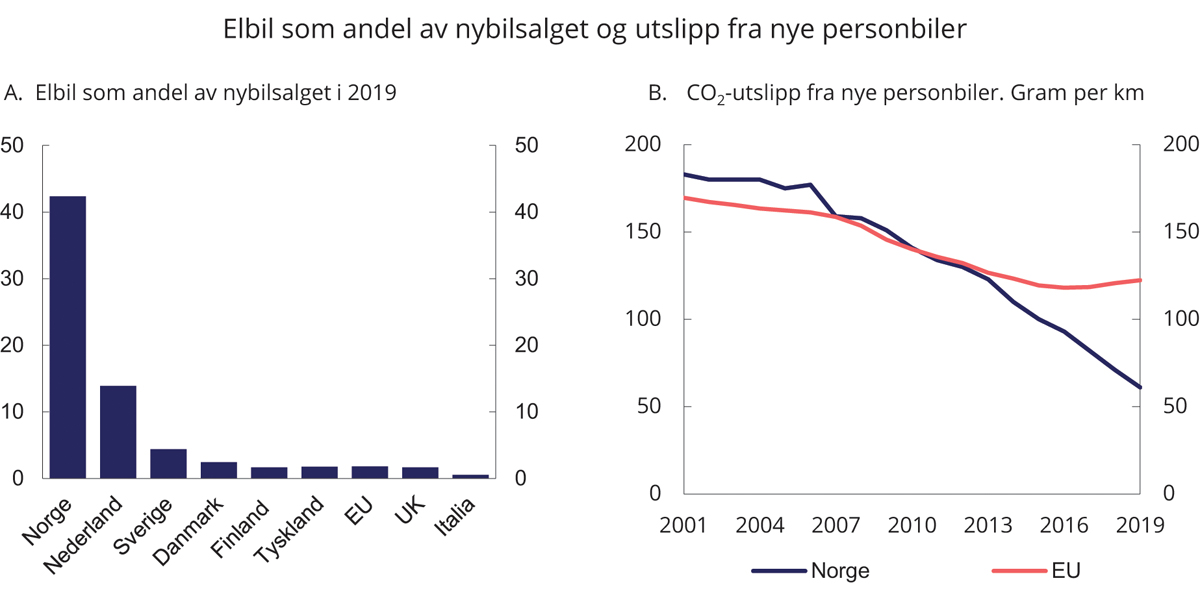 Elbil som andel av nybilsalget og utslipp fra nye personbiler
A. Elbil som andel av nybilsalget i 2019
50 50
40 40
30 30
20 20
10 10
0 0
Norge Nederland Sverige Danmark Finland Tyskland EU UK Italia
B. CO₂-utslipp fra nye personbiler. Gram per km
200 200
150 150
100 100
50 50
0 0
2001 2004 2007 2010 2013 2016 2019
Norge EU